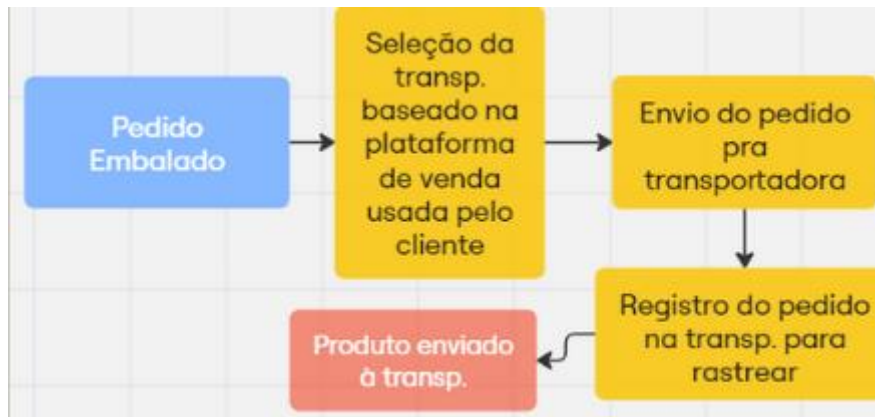 Pedido
Embalado
Seleção da
transp.
baseado na
plataforma
de venda
usada pelo
cliente
Envio do pedido
pra
transportadora
Registro do pedido
na transp. para
rastrear
Produto enviado
à transp.